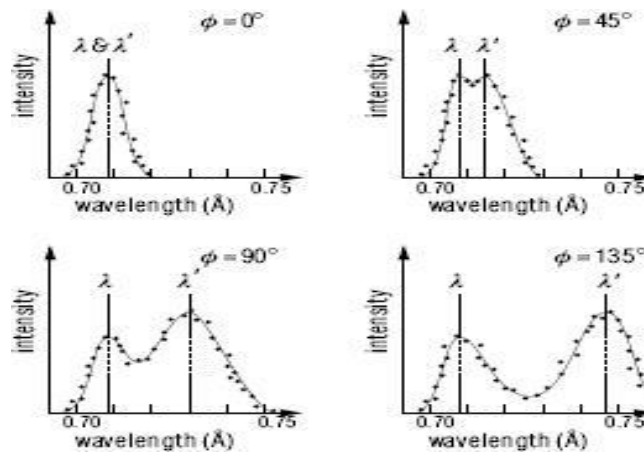 ϕ = 0°
λ & λ′
intensity
0.70 0.75
wavelength (Å)
ϕ = 45°
λ λ′
intensity
0.70 0.75
wavelength (Å)
ϕ = 90°
λ λ′
intensity
0.70 0.75
wavelength (Å)
ϕ = 135°
λ λ′
intensity
0.70 0.75
wavelength (Å)